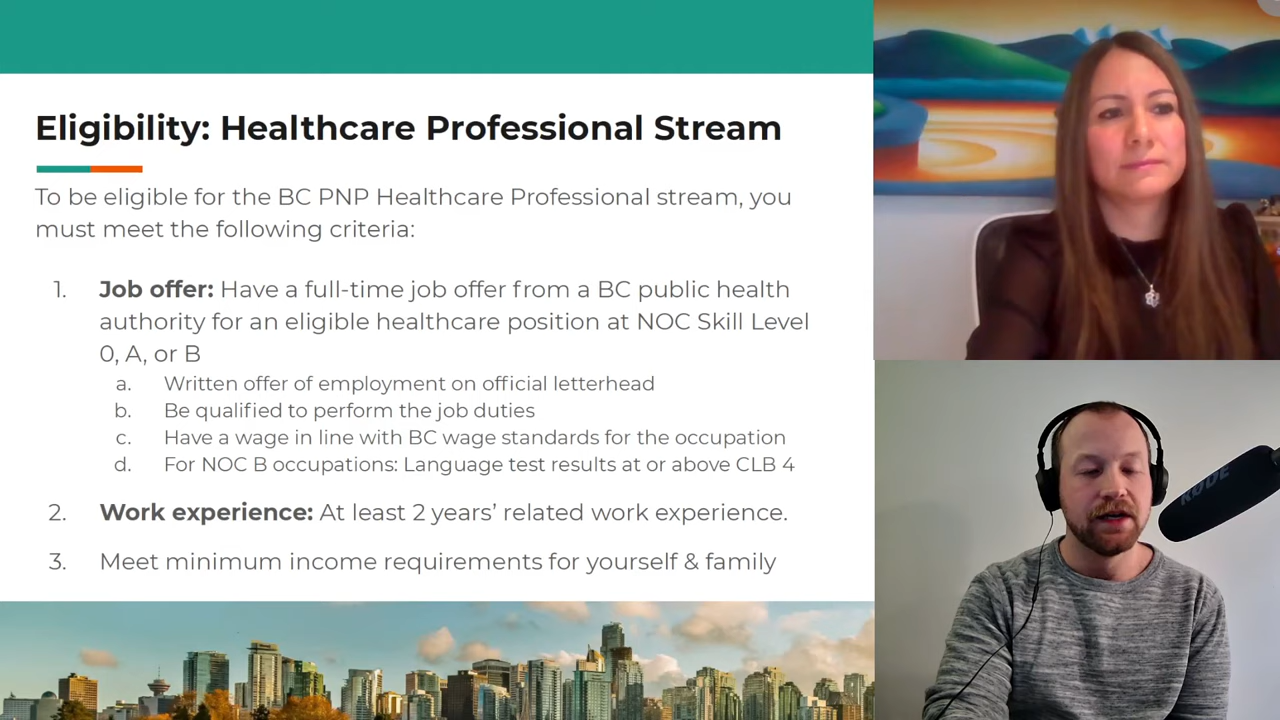 Eligibility: Healthcare Professional Stream
To be eligible for the BC PNP Healthcare Professional stream, you
must meet the following criteria:
1. Job offer: Have a full-time job offer from a BC public health
authority for an eligible healthcare position at NOC Skill Level
0, A, or B
a. Written offer of employment on official letterhead
b. Be qualified to perform the job duties
c. Have a wage in line with BC wage standards for the occupation
d. For NOC B occupations: Language test results at or above CLB 4
2. Work experience: At least 2 years’ related work experience.
3. Meet minimum income requirements for yourself & family
RODE